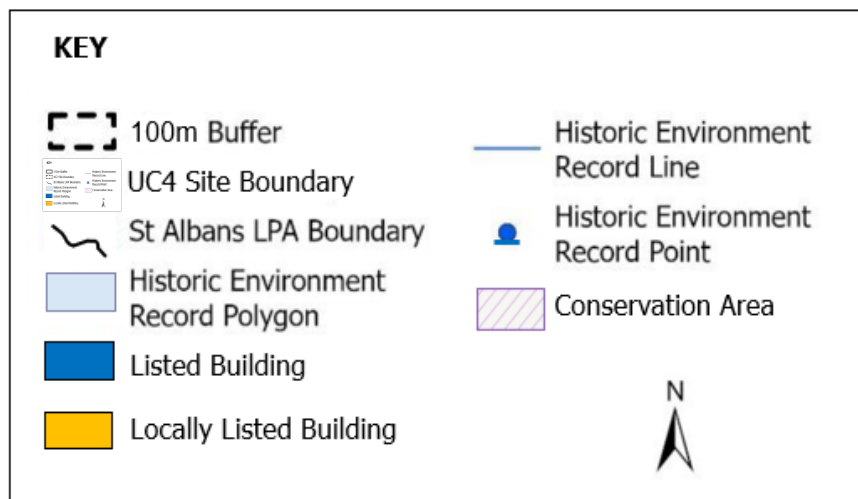 KEY
100m Buffer
UC4 Site Boundary
St Albans LPA Boundary
Historic Environment
Record Polygon
Listed Building
Locally Listed Building
Historic Environment
Record Line
Historic Environment
Record Point
Conservation Area
N